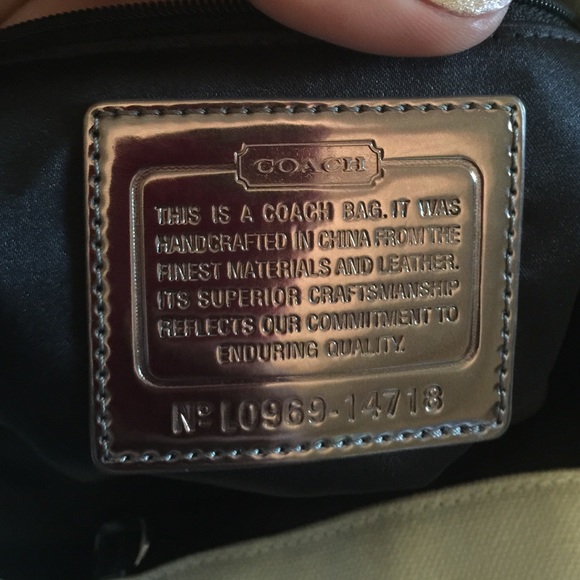 COACH
THIS IS A COACH BAG. IT WAS
HANDCRAFTED IN CHINA FROM THE
FINEST MATERIALS AND LEATHER.
ITS SUPERIOR CRAFTSMANSHIP
REFLECTS OUR COMMITMENT TO
ENDURING QUALITY.
Nº L0969-14718